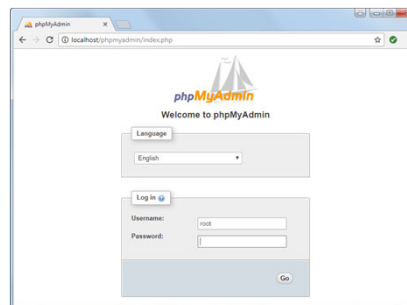 phpMyAdmin
localhost/phpmyadmin/index.php
phpMyAdmin
Welcome to phpMyAdmin
Language
English
Log in
Username:
root
Password:
Go